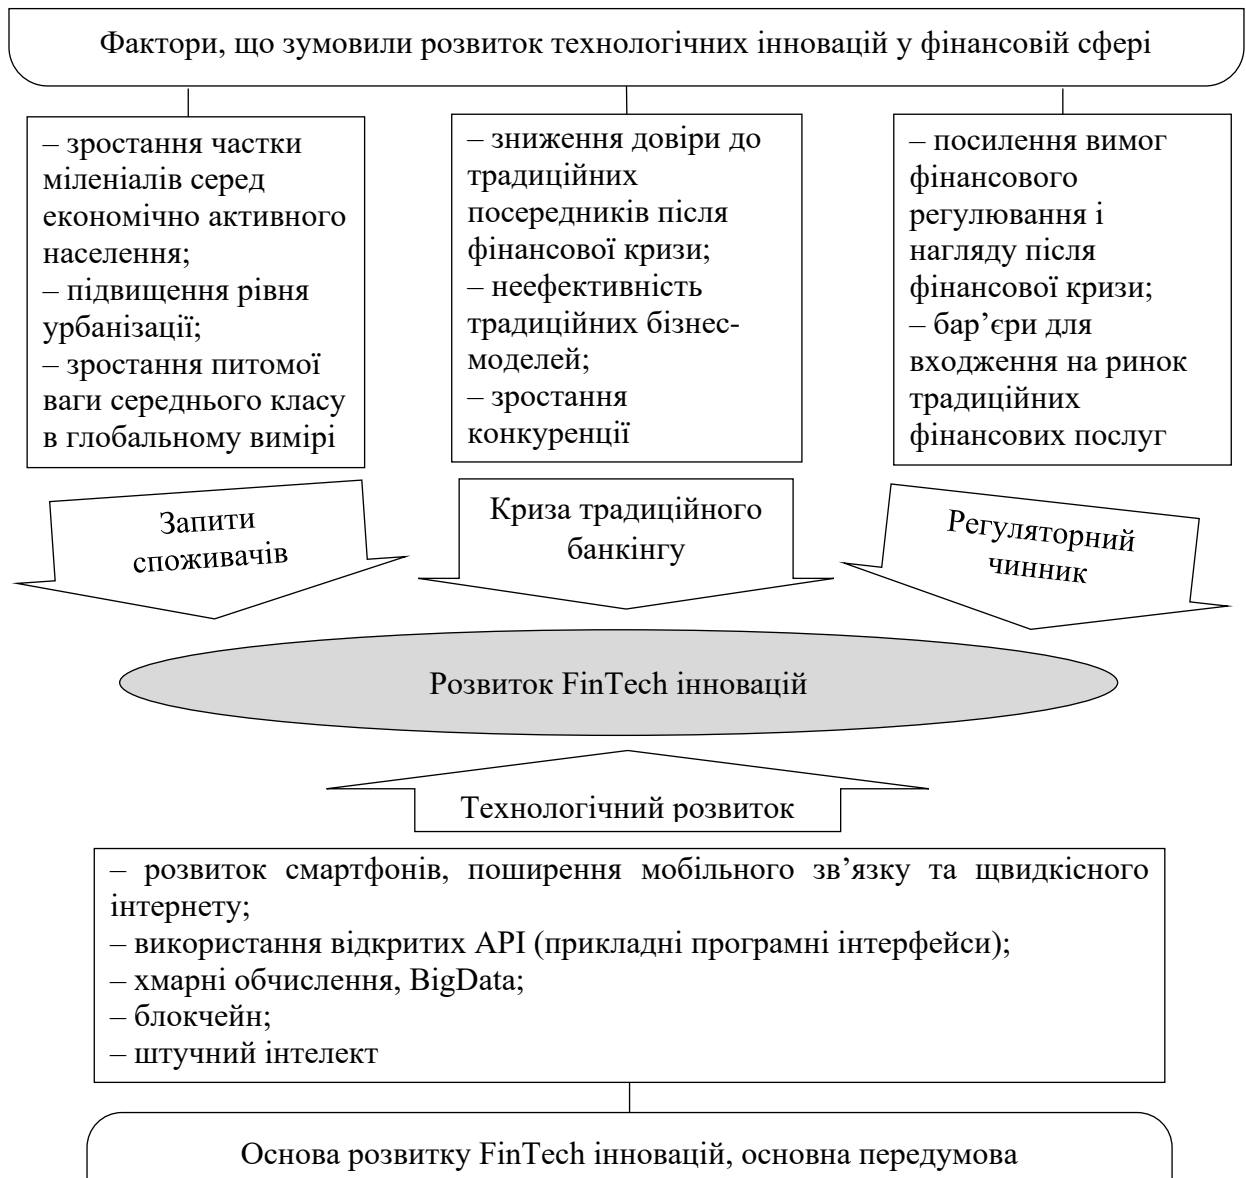 Фактори, що зумовили розвиток технологічних інновацій у фінансовій сфері
– зростання частки
міленіалів серед
економічно активного
населення;
– підвищення рівня
урбанізації;
– зростання питомої
ваги середнього класу
в глобальному вимірі
– зниження довіри до
традиційних
посередників після
фінансової кризи;
– неефективність
традиційних бізнес-
моделей;
– зростання
конкуренції
– посилення вимог
фінансового
регулювання і
нагляду після
фінансової кризи;
– бар’єри для
входження на ринок
традиційних
фінансових послуг
Запити
споживачів
Криза традиційного
банкінгу
Регуляторний
чинник
Розвиток FinTech інновацій
Технологічний розвиток
– розвиток смартфонів, поширення мобільного зв’язку та щвидкісного
інтернету;
– використання відкритих API (прикладні програмні інтерфейси);
– хмарні обчислення, BigData;
– блокчейн;
– штучний інтелект
Основа розвитку FinTech інновацій, основна передумова